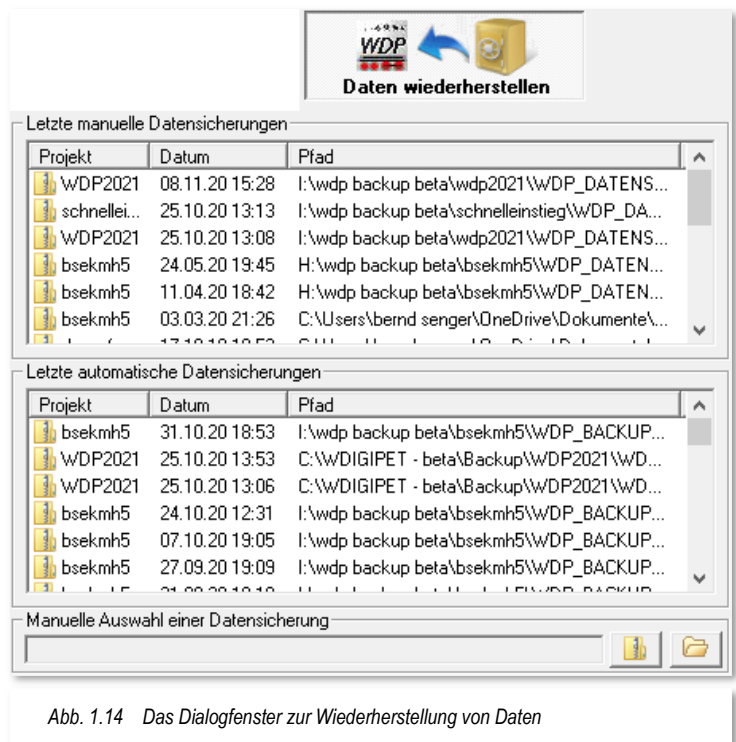 WDP
Daten wiederherstellen
Letzte manuelle Datensicherungen
Projekt Datum Pfad
WDP2021 08.11.20 15:28 I:\wdp backup beta\wdp2021\WDP_DATENS...
schnellei... 25.10.20 13:13 I:\wdp backup beta\schnelleinstieg\WDP_DA...
WDP2021 25.10.20 13:08 I:\wdp backup beta\wdp2021\WDP_DATENS...
bsekmh5 24.05.20 19:45 H:\wdp backup beta\bsekmh5\WDP_DATEN...
bsekmh5 11.04.20 18:42 H:\wdp backup beta\bsekmh5\WDP_DATEN...
bsekmh5 03.03.20 21:26 C:\Users\bernd senger\OneDrive\Dokumente\...
Letzte automatische Datensicherungen
Projekt Datum Pfad
bsekmh5 31.10.20 18:53 I:\wdp backup beta\bsekmh5\WDP_BACKUP...
WDP2021 25.10.20 13:53 C:\WDIGIPET - beta\Backup\WDP2021\WD...
WDP2021 25.10.20 13:06 C:\WDIGIPET - beta\Backup\WDP2021\WD...
bsekmh5 24.10.20 12:31 I:\wdp backup beta\bsekmh5\WDP_BACKUP...
bsekmh5 07.10.20 19:05 I:\wdp backup beta\bsekmh5\WDP_BACKUP...
bsekmh5 27.09.20 19:09 I:\wdp backup beta\bsekmh5\WDP_BACKUP...
Manuelle Auswahl einer Datensicherung
Abb. 1.14 Das Dialogfenster zur Wiederherstellung von Daten